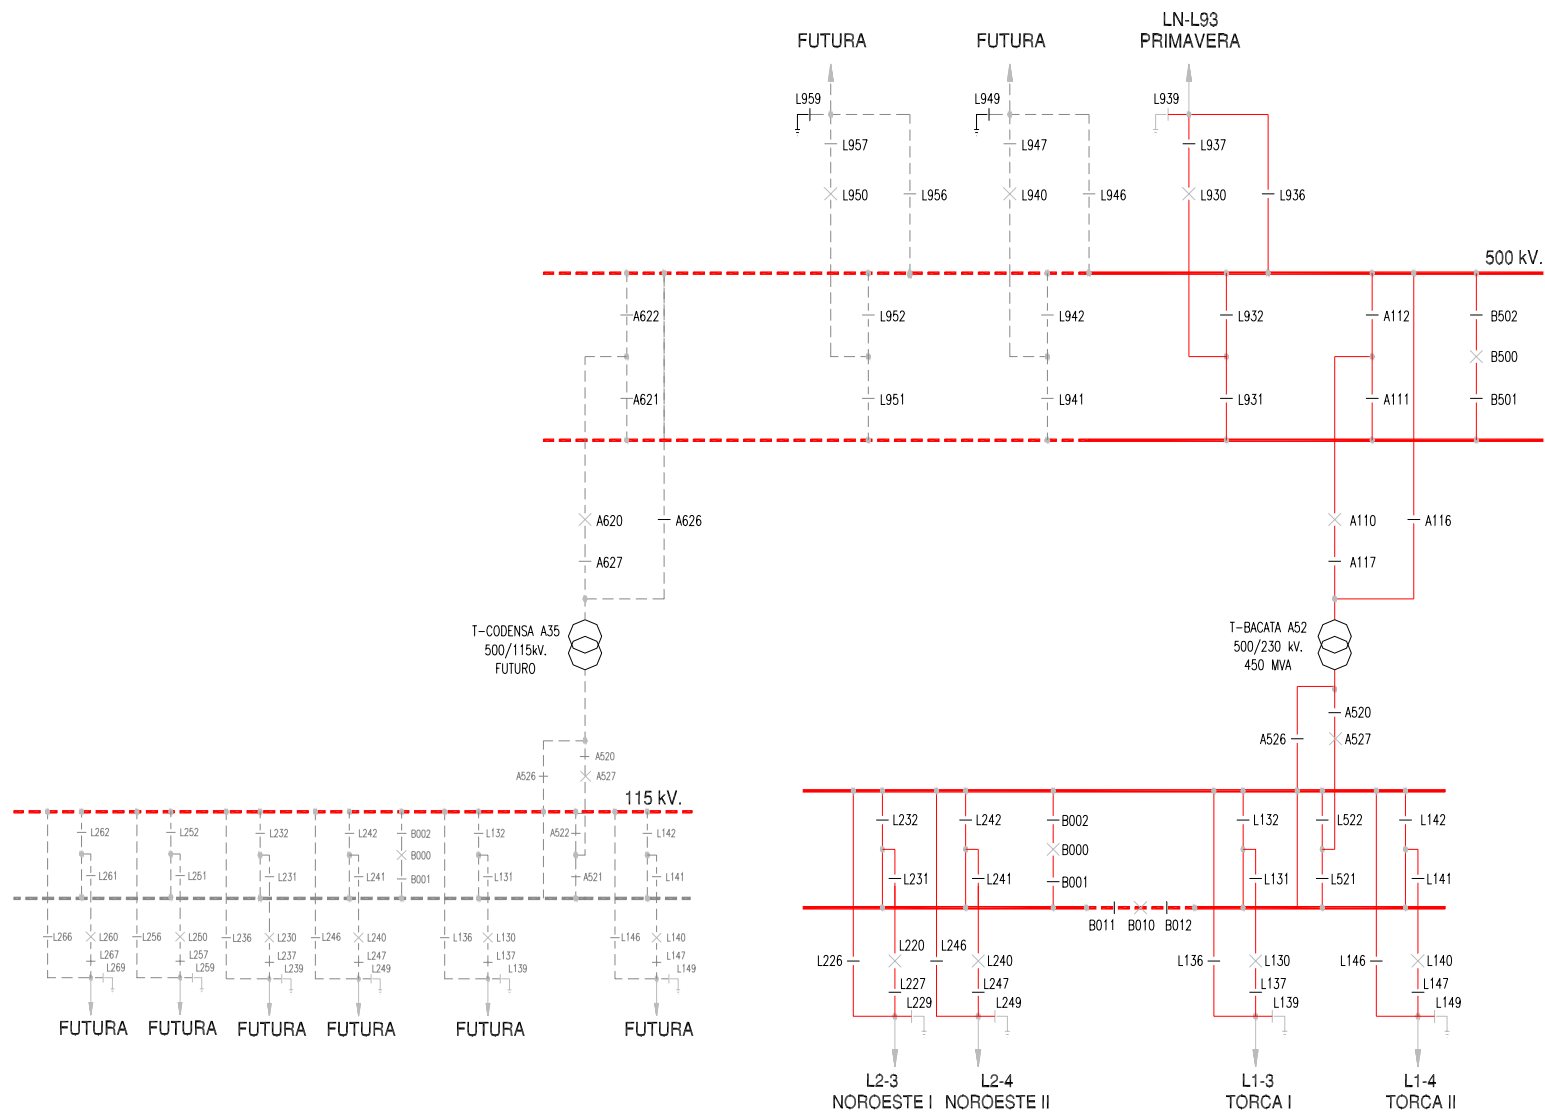 LN-L93
FUTURA
FUTURA
PRIMAVERA
L959
L949
L939
L957
L947
L937
L950
L956
L940
L946
L930
L936
500 kV.
A622
L952
L942
L932
A112
B502
B500
A621
L951
L941
L931
A111
B501
A620
A626
A110
A116
A627
A117
T-CODENSA A35
500/115kV.
FUTURO
T-BACATA A52
500/230 kV.
450 MVA
A520
A526
A527
A520
A526
A527
115 kV.
L262
L252
L232
L242
B002
L132
A522
L142
B000
L261
L251
L231
L241
B001
L131
A521
L141
L232
L242
B002
L132
L522
L142
B000
L231
L241
B001
L131
L521
L141
B011
B010
B012
L266
L260
L256
L250
L236
L230
L246
L240
L136
L130
L146
L140
L267
L257
L237
L247
L137
L147
L269
L259
L239
L249
L139
L149
L220
L246
L226
L240
L136
L130
L146
L140
L227
L247
L137
L147
L229
L249
L139
L149
FUTURA
FUTURA
FUTURA
FUTURA
FUTURA
FUTURA
L2-3
L2-4
L1-3
L1-4
NOROESTE I
NOROESTE II
TORCA I
TORCA II